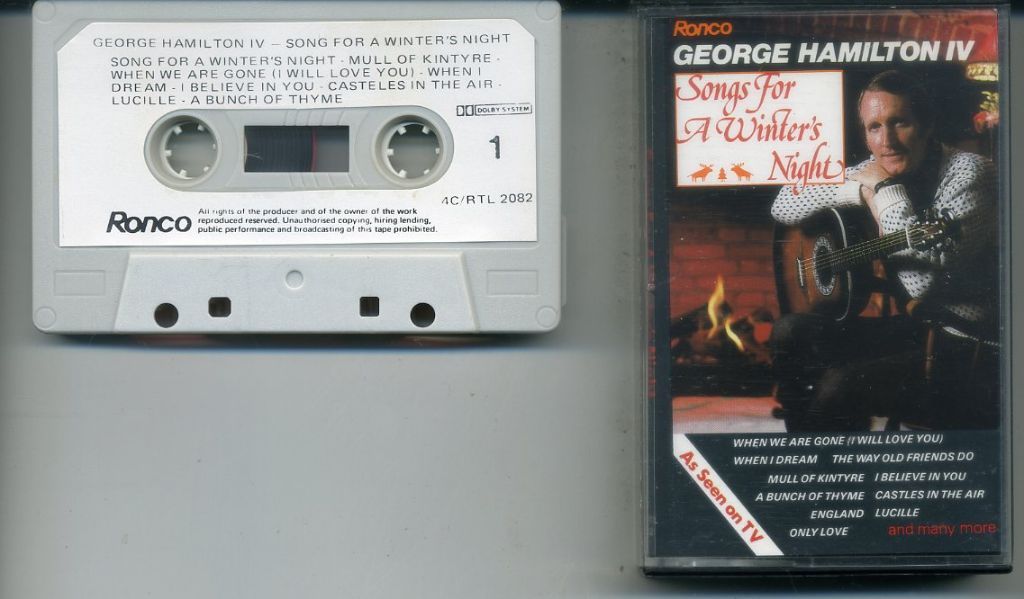 GEORGE HAMILTON IV – SONG FOR A WINTER'S NIGHT
SONG FOR A WINTER'S NIGHT · MULL OF KINTYRE ·
WHEN WE ARE GONE (I WILL LOVE YOU) · WHEN I
DREAM · I BELIEVE IN YOU · CASTELES IN THE AIR ·
LUCILLE · A BUNCH OF THYME
DOLBY SYSTEM
1
4C/RTL 2082
Ronco
All rights of the producer and of the owner of the work
reproduced reserved. Unauthorised copying, hiring lending,
public performance and broadcasting of this tape prohibited.
Ronco
GEORGE HAMILTON IV
Songs For
A Winter's
Night
WHEN WE ARE GONE (I WILL LOVE YOU)
WHEN I DREAM THE WAY OLD FRIENDS DO
MULL OF KINTYRE I BELIEVE IN YOU
A BUNCH OF THYME CASTLES IN THE AIR
ENGLAND LUCILLE
ONLY LOVE and many more
As Seen on TV